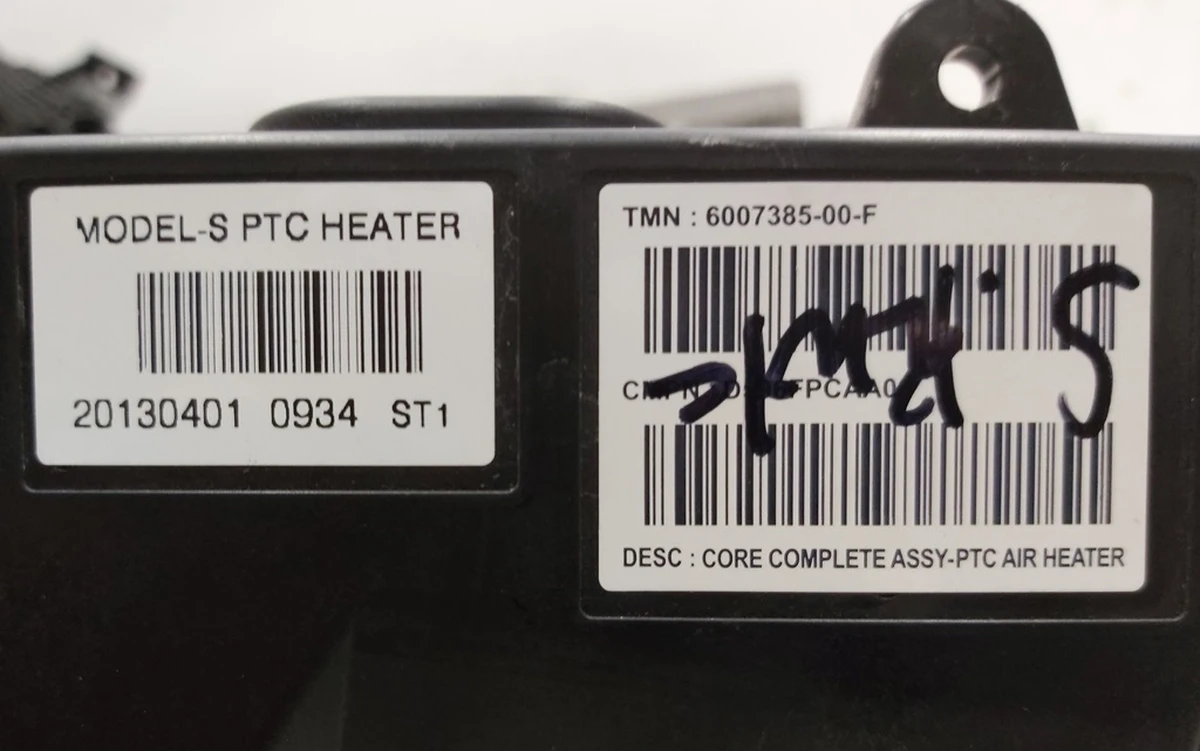 MODEL-S PTC HEATER
20130401 0934 ST1
TMN : 6007385-00-F
DESC : CORE COMPLETE ASSY-PTC AIR HEATER